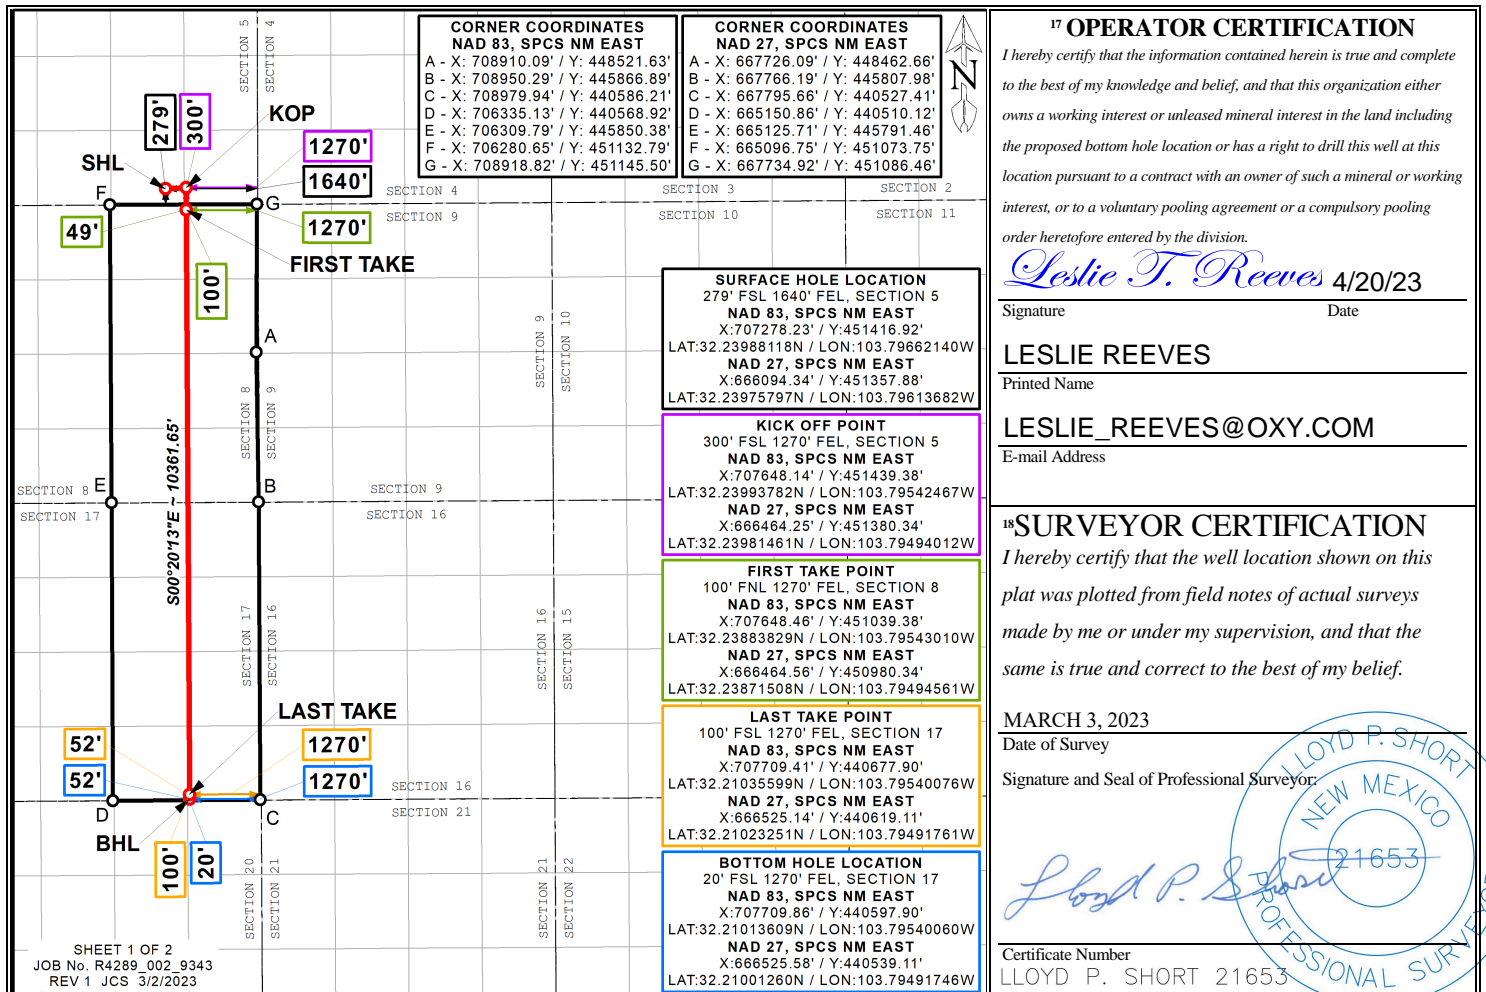 SECTION 5
SECTION 4
CORNER COORDINATES
NAD 83, SPCS NM EAST
A - X: 708910.09' / Y: 448521.63'
B - X: 708950.29' / Y: 445866.89'
C - X: 708979.94' / Y: 440586.21'
D - X: 706335.13' / Y: 440568.92'
E - X: 706309.79' / Y: 445850.38'
F - X: 706280.65' / Y: 451132.79'
G - X: 708918.82' / Y: 451145.50'
CORNER COORDINATES
NAD 27, SPCS NM EAST
A - X: 667726.09' / Y: 448462.66'
B - X: 667766.19' / Y: 445807.98'
C - X: 667795.66' / Y: 440527.41'
D - X: 665150.86' / Y: 440510.12'
E - X: 665125.71' / Y: 445791.46'
F - X: 665096.75' / Y: 451073.75'
G - X: 667734.92' / Y: 451086.46'
N
279'
300'
KOP
1270'
SHL
1640'
F
G
SECTION 4
SECTION 3
SECTION 2
SECTION 9
SECTION 10
SECTION 11
49'
1270'
100'
FIRST TAKE
A
SECTION 9
SECTION 10
SECTION 8
SECTION 9
S00°20'13"E ~ 10361.65'
SECTION 8
E
B
SECTION 9
SECTION 17
SECTION 16
SECTION 17
SECTION 16
SECTION 16
SECTION 15
LAST TAKE
52'
1270'
52'
1270'
SECTION 16
D
C
SECTION 21
BHL
100'
20'
SECTION 20
SECTION 21
SECTION 21
SECTION 22
SHEET 1 OF 2
JOB No. R4289_002_9343
REV 1 JCS 3/2/2023
SURFACE HOLE LOCATION
279' FSL 1640' FEL, SECTION 5
NAD 83, SPCS NM EAST
X:707278.23' / Y:451416.92'
LAT:32.23988118N / LON:103.79662140W
NAD 27, SPCS NM EAST
X:666094.34' / Y:451357.88'
LAT:32.23975797N / LON:103.79613682W
KICK OFF POINT
300' FSL 1270' FEL, SECTION 5
NAD 83, SPCS NM EAST
X:707648.14' / Y:451439.38'
LAT:32.23993782N / LON:103.79542467W
NAD 27, SPCS NM EAST
X:666464.25' / Y:451380.34'
LAT:32.23981461N / LON:103.79494012W
FIRST TAKE POINT
100' FNL 1270' FEL, SECTION 8
NAD 83, SPCS NM EAST
X:707648.46' / Y:451039.38'
LAT:32.23883829N / LON:103.79543010W
NAD 27, SPCS NM EAST
X:666464.56' / Y:450980.34'
LAT:32.23871508N / LON:103.79494561W
LAST TAKE POINT
100' FSL 1270' FEL, SECTION 17
NAD 83, SPCS NM EAST
X:707709.41' / Y:440677.90'
LAT:32.21035599N / LON:103.79540076W
NAD 27, SPCS NM EAST
X:666525.14' / Y:440619.11'
LAT:32.21023251N / LON:103.79491761W
BOTTOM HOLE LOCATION
20' FSL 1270' FEL, SECTION 17
NAD 83, SPCS NM EAST
X:707709.86' / Y:440597.90'
LAT:32.21013609N / LON:103.79540060W
NAD 27, SPCS NM EAST
X:666525.58' / Y:440539.11'
LAT:32.21001260N / LON:103.79491746W
17 OPERATOR CERTIFICATION
I hereby certify that the information contained herein is true and complete
to the best of my knowledge and belief, and that this organization either
owns a working interest or unleased mineral interest in the land including
the proposed bottom hole location or has a right to drill this well at this
location pursuant to a contract with an owner of such a mineral or working
interest, or to a voluntary pooling agreement or a compulsory pooling
order heretofore entered by the division.
Leslie T. Reeves 4/20/23
Signature Date
LESLIE REEVES
Printed Name
LESLIE_REEVES@OXY.COM
E-mail Address
18SURVEYOR CERTIFICATION
I hereby certify that the well location shown on this
plat was plotted from field notes of actual surveys
made by me or under my supervision, and that the
same is true and correct to the best of my belief.
MARCH 3, 2023
Date of Survey
Signature and Seal of Professional Surveyor:
LLOYD P. SHORT
NEW MEXICO
21653
PROFESSIONAL SURVEYOR
Lloyd P. Short
Certificate Number
LLOYD P. SHORT 21653